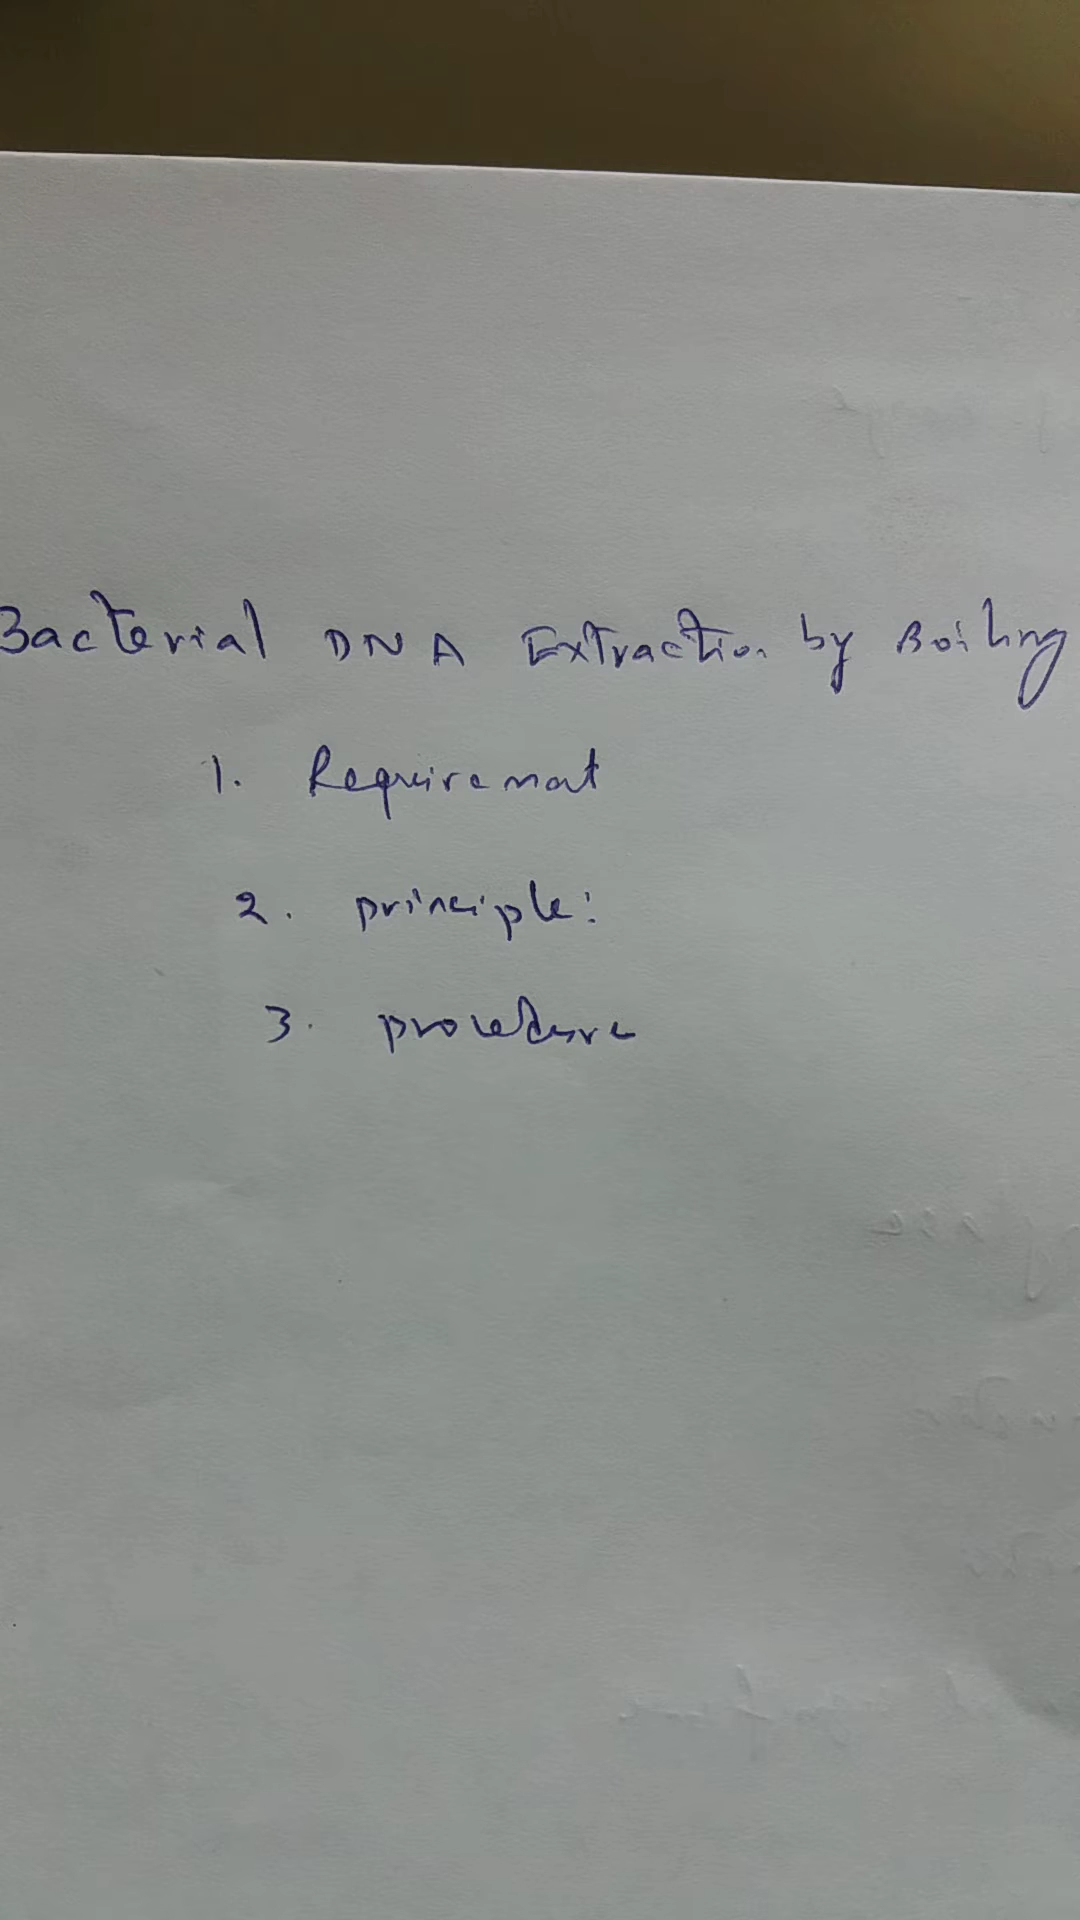 Bacterial DNA Extraction by Boiling
1. Requirement
2. principle:
3. procedure